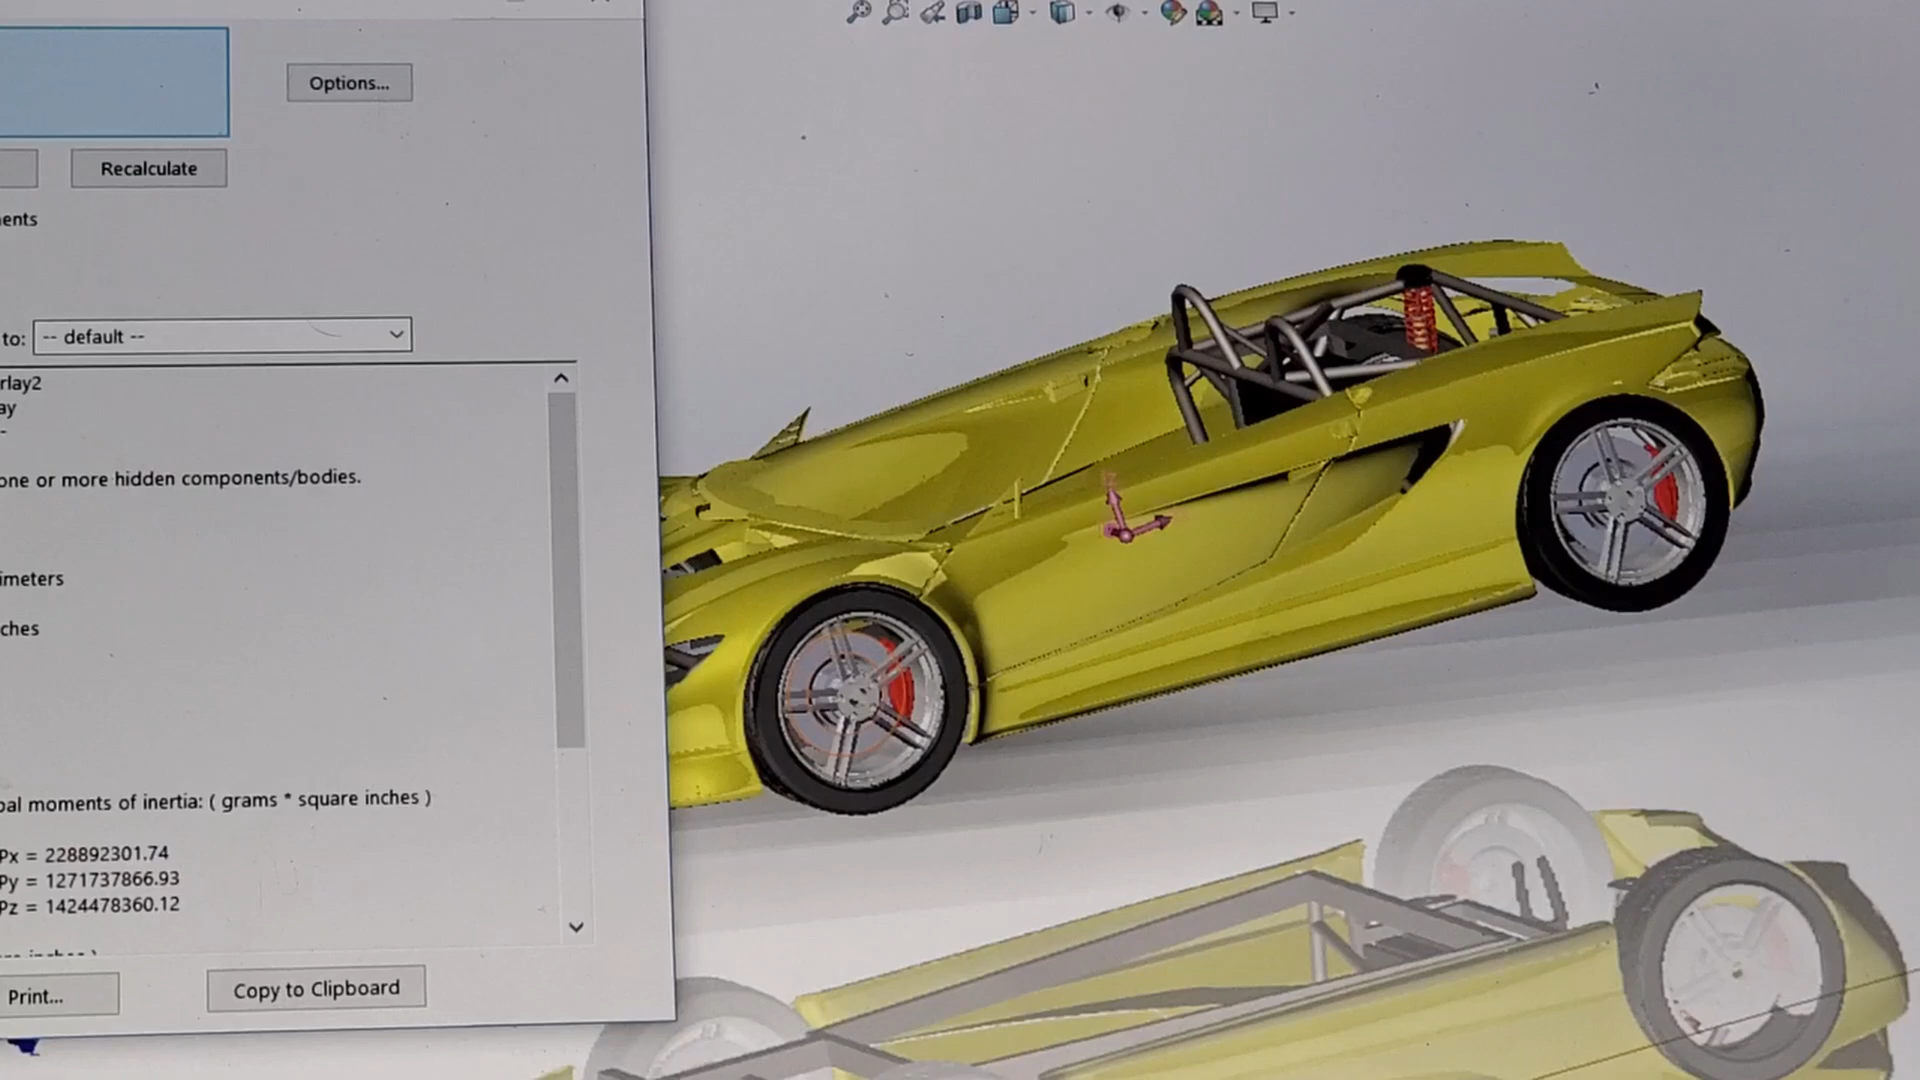 Options...
Recalculate
ents
to: -- default --
rlay2
ay
--
one or more hidden components/bodies.
imeters
ches
pal moments of inertia: ( grams * square inches )
Px = 228892301.74
Py = 1271737866.93
Pz = 1424478360.12
Print...
Copy to Clipboard